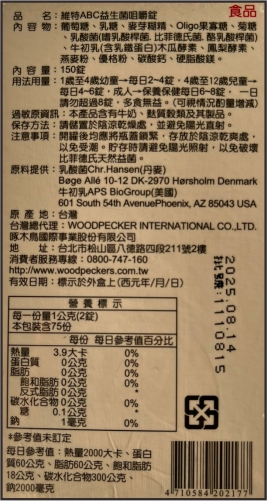 食品
品　名：維特ABC益生菌咀嚼錠
內容物：葡萄糖、乳糖、麥芽糊精、Oligo果寡糖、菊糖、乳酸菌(嗜乳酸桿菌、比菲德氏菌、酪乳酸桿菌)、牛初乳(含乳鐵蛋白)木瓜酵素、鳳梨酵素、燕麥粉、優格粉、碳酸鈣、硬脂酸鎂。
內容量：150錠
使用方法：1歲至4歲幼童→每日2~4錠，4歲至12歲兒童→每日4~6錠，成人→保養保健每日6~8錠，一日請勿超過8錠，多食無益。(可視情況酌量增減)
過敏原資訊：本產品含有牛奶、麩質穀類及其製品。
保存方法：請儲置於陰涼乾燥處，並避免陽光直射。
注意事項：開罐後均應將瓶蓋鎖緊，存放於陰涼乾爽處，以免受潮。貯存時請避免陽光照射，以免破壞比菲德氏天然益菌。
原料提供：乳酸菌Chr.Hansen(丹麥)
Bøge Allé 10-12 DK-2970 Hørsholm Denmark
牛初乳APS BioGroup(美國)
601 South 54th AvenuePhoenix, AZ 85043 USA
原產地：台灣
台灣總代理：WOODPECKER INTERNATIONAL CO.,LTD.
啄木鳥國際事業股份有限公司
地　址：台北市松山區八德路四段211號2樓
消費者服務專線：0800-747-160
http://www.woodpeckers.com.tw
有效日期：標示於外盒上(西元年/月/日)
2025.08.14
批號:1110815
營養標示
每一份量1公克(2錠)
本包裝含75份
每份 每日參考值百分比
熱量 3.9大卡 0%
蛋白質 0公克 0%
脂肪 0公克 0%
飽和脂肪 0公克 0%
反式脂肪 0公克 *
碳水化合物 0公克 0%
糖 0.1公克 *
鈉 1毫克 0%
*參考值未訂定
每日參考值：熱量2000大卡、蛋白質60公克、脂肪60公克、飽和脂肪18公克、碳水化合物300公克、鈉2000毫克
4710584202177